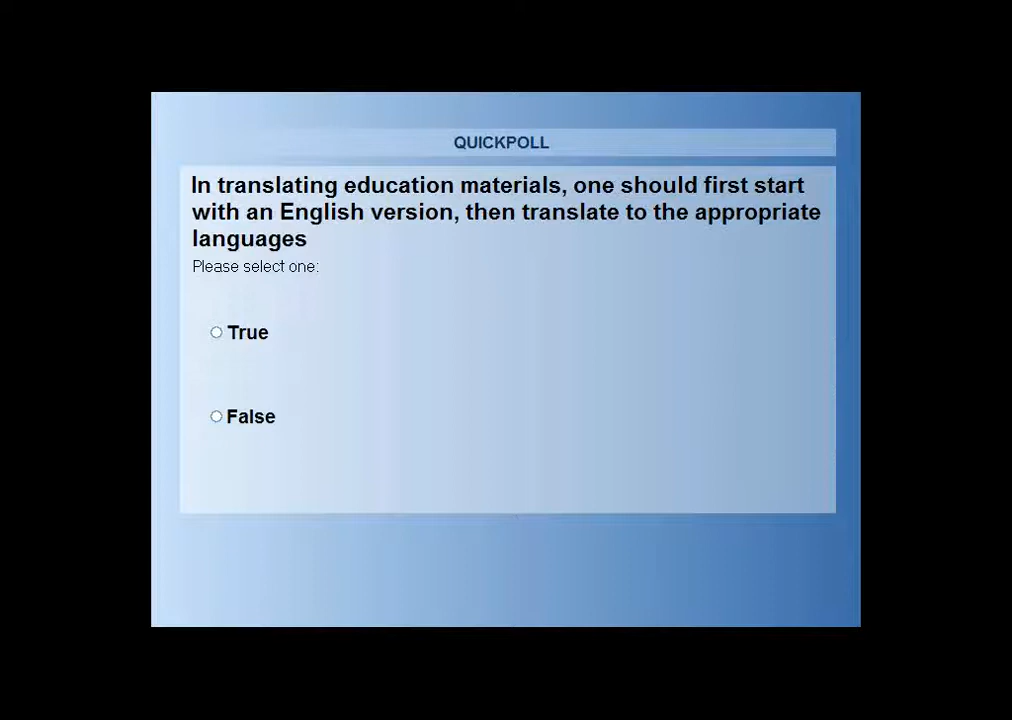 QUICKPOLL
In translating education materials, one should first start
with an English version, then translate to the appropriate
languages
Please select one:
True
False